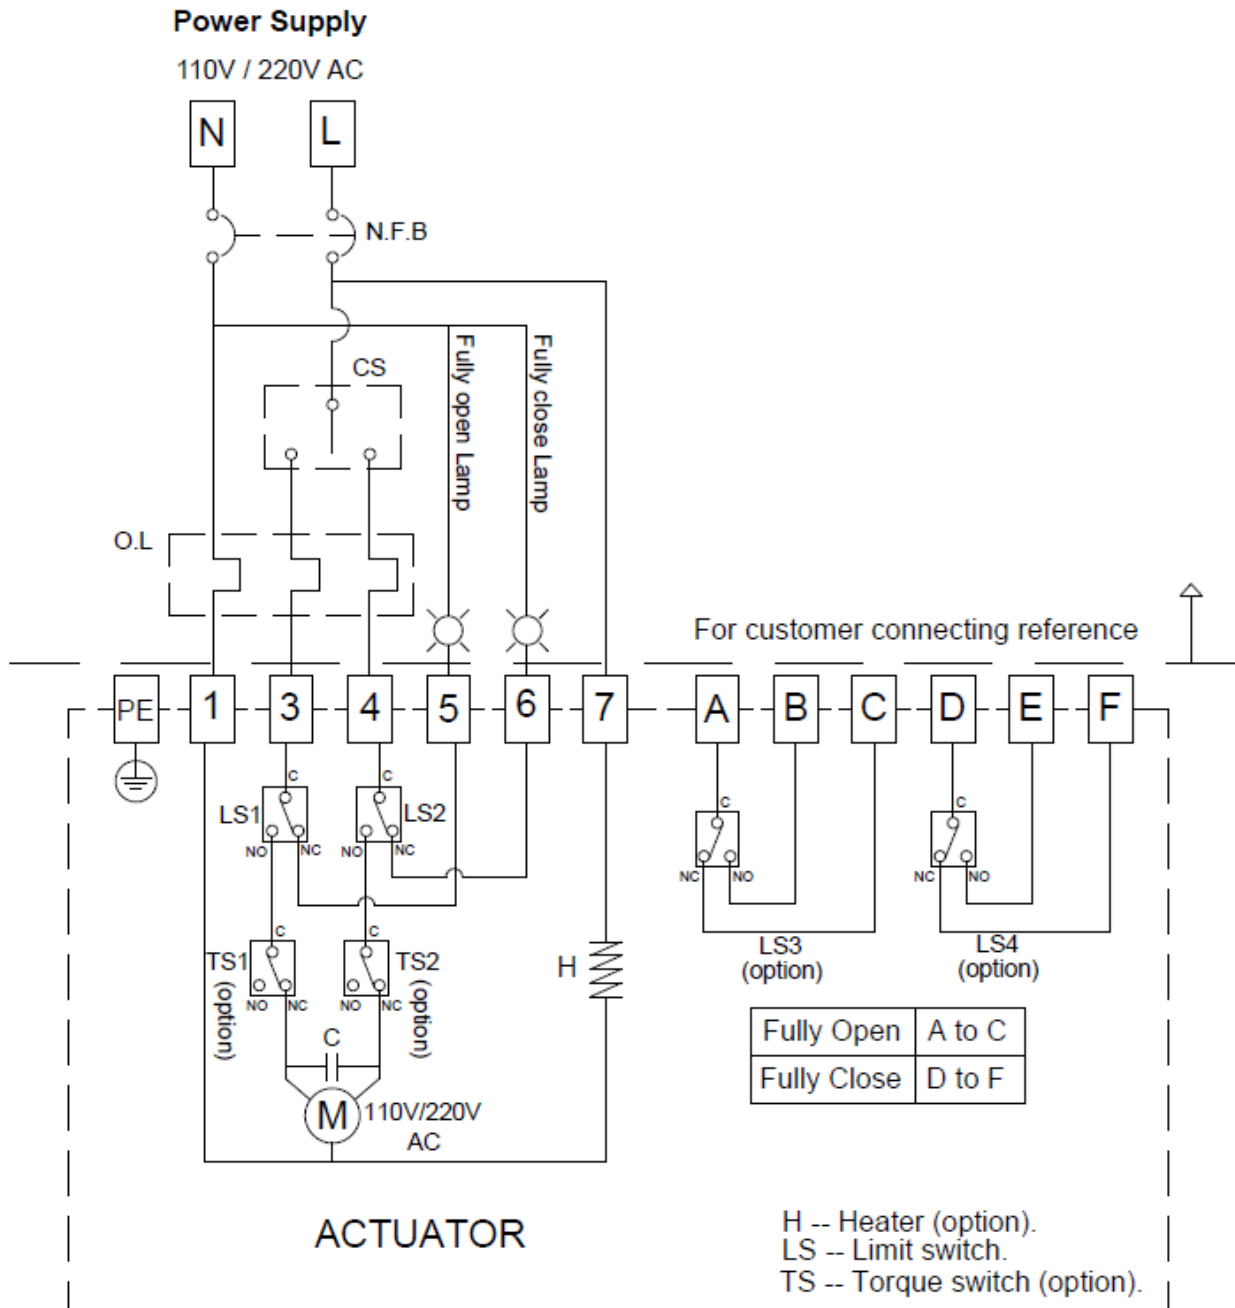 Power Supply
110V / 220V AC
N L
N.F.B
CS
Fully open Lamp
Fully close Lamp
O.L
For customer connecting reference
PE 1 3 4 5 6 7 A B C D E F
C C
LS1 LS2
NO NC NO NC
C C
NC NO NC NO
C C
TS1 (option) TS2 (option)
NO NC NO NC
H
LS3 (option)
LS4 (option)
C
M 110V/220V AC
Fully Open A to C
Fully Close D to F
ACTUATOR
H -- Heater (option).
LS -- Limit switch.
TS -- Torque switch (option).